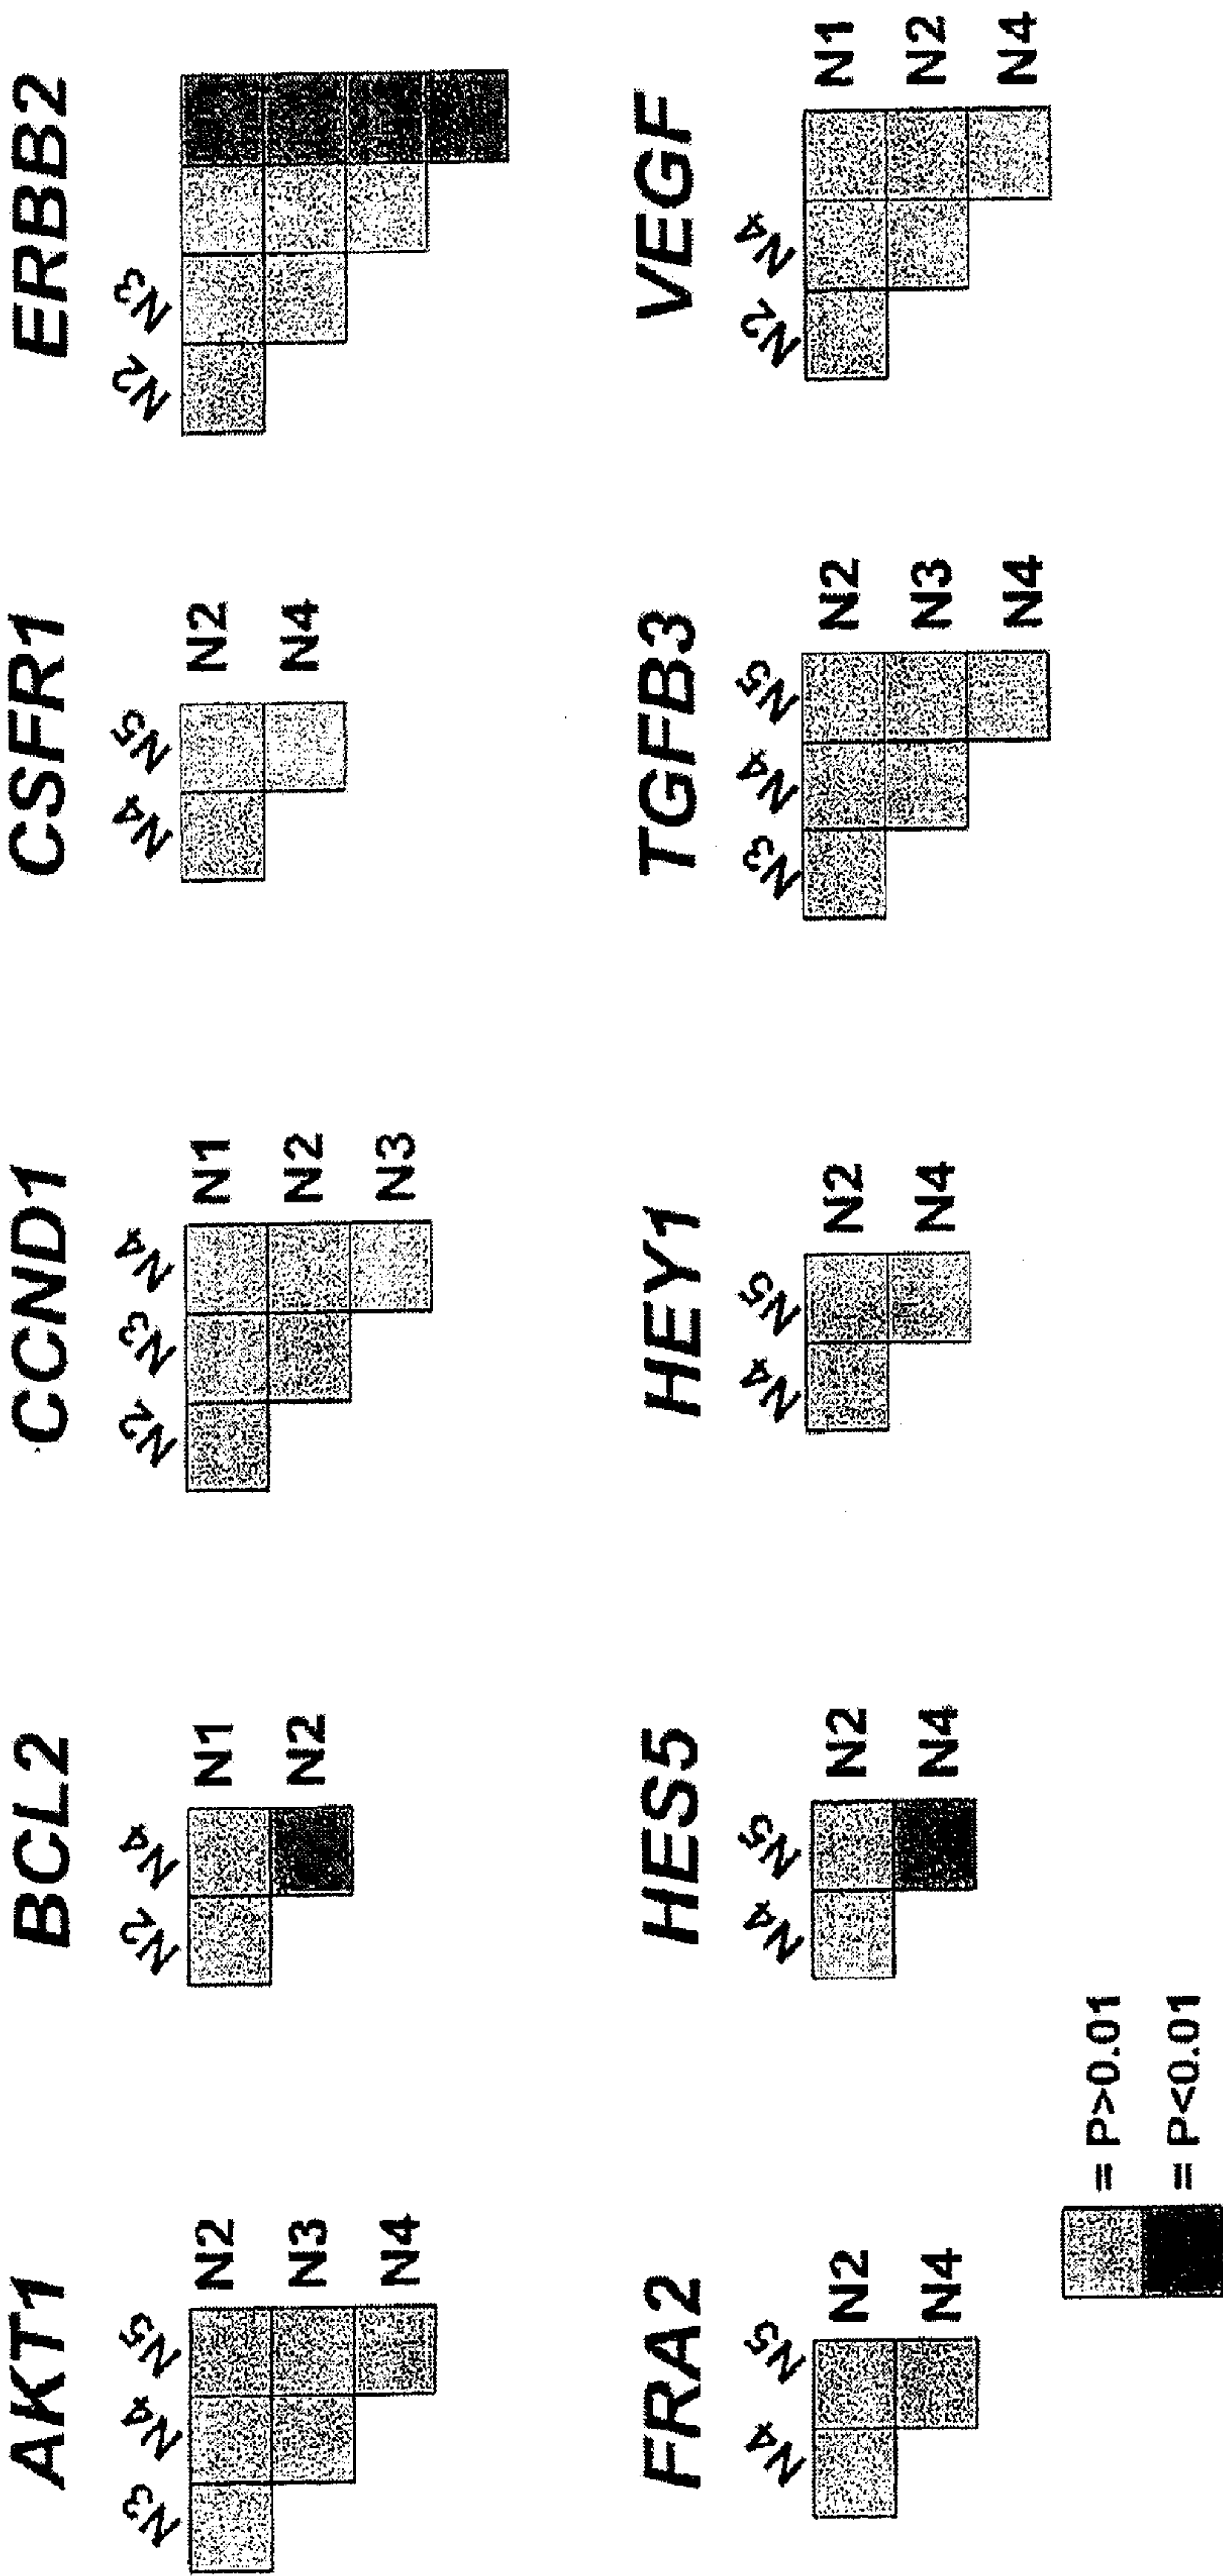 AKT1
N3 N4 N5
N2
N3
N4
BCL2
N2 N4
N1
N2
CCND1
N2 N3 N4
N1
N2
N3
CSFR1
N4 N5
N2
N4
ERBB2
N2 N3
FRA2
N4 N5
N2
N4
HES5
N4 N5
N2
N4
HEY1
N4 N5
N2
N4
TGFB3
N3 N4 N5
N2
N3
N4
VEGF
N2 N4
N1
N2
N4
= P>0.01
= P<0.01